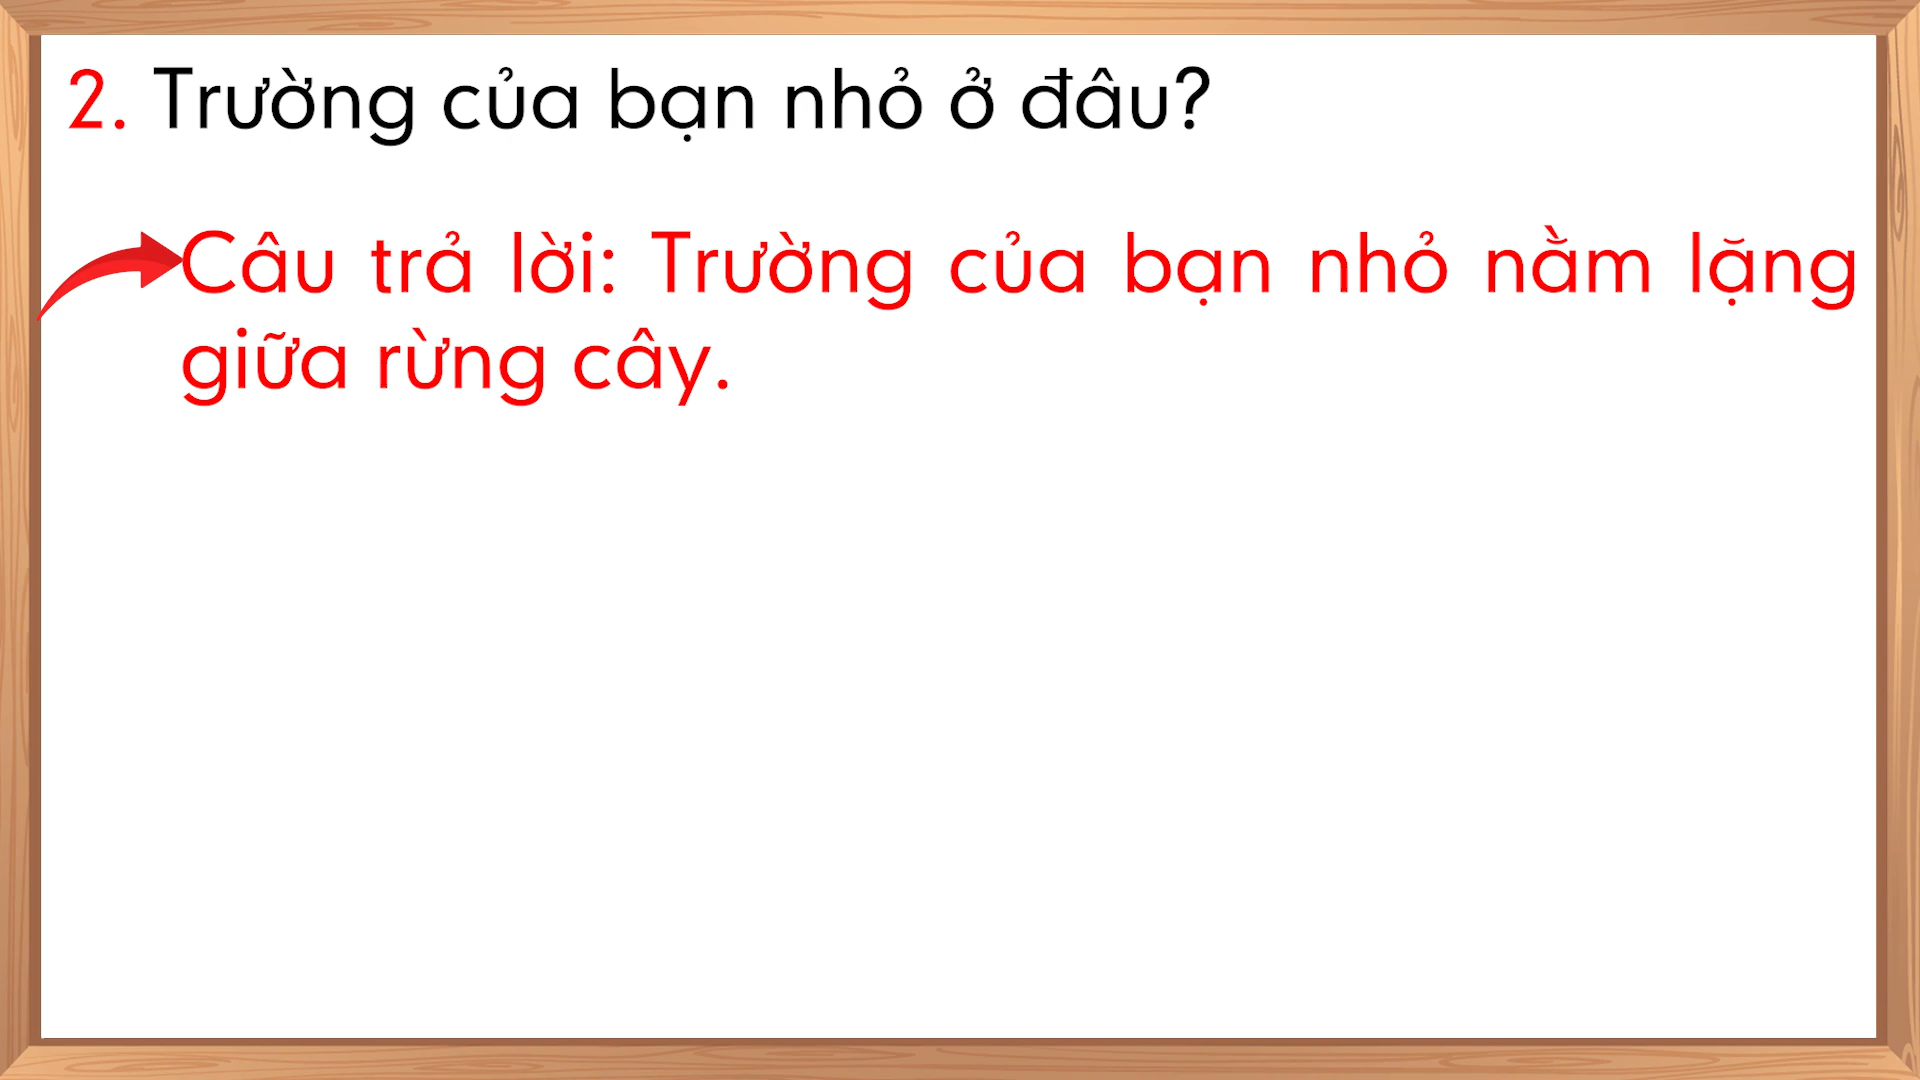 2. Trường của bạn nhỏ ở đâu?
Câu trả lời: Trường của bạn nhỏ nằm lặng
giữa rừng cây.